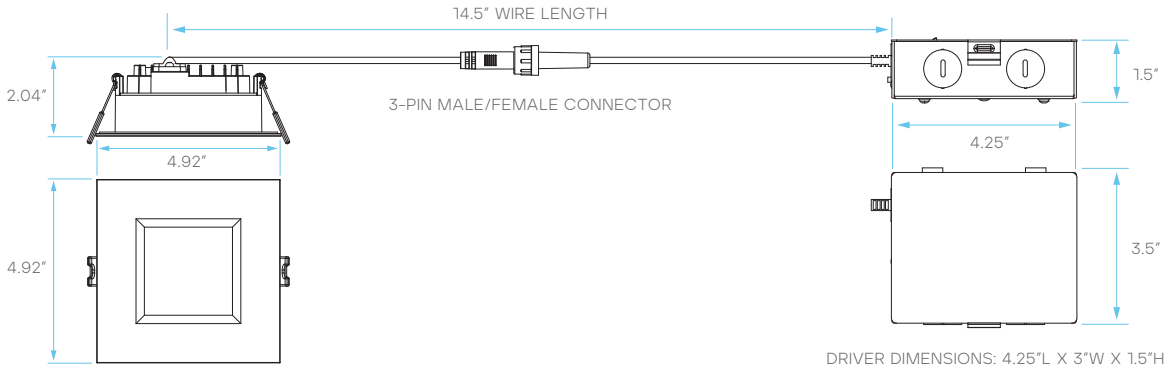 14.5" WIRE LENGTH
2.04"
3-PIN MALE/FEMALE CONNECTOR
1.5"
4.92"
4.25"
4.92"
3.5"
DRIVER DIMENSIONS: 4.25"L X 3"W X 1.5"H